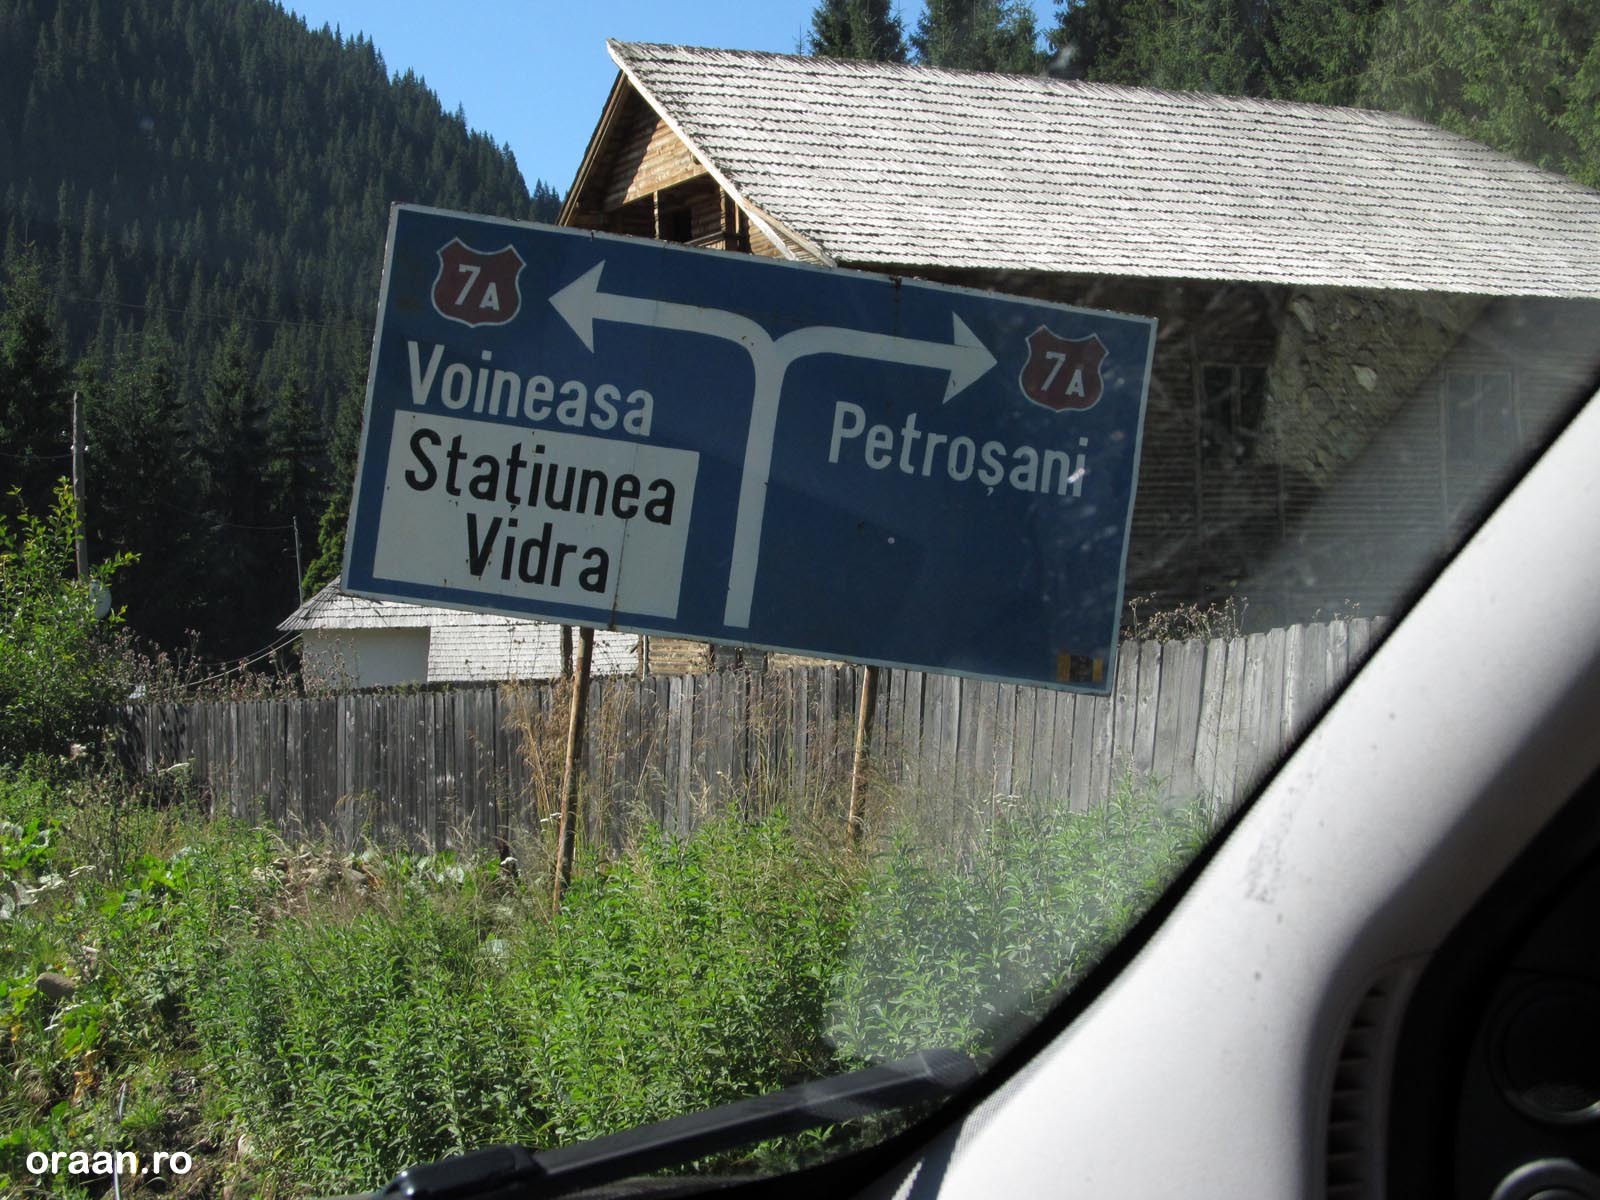 7A
Voineasa
Stațiunea
Vidra
7A
Petroșani
oraan.ro